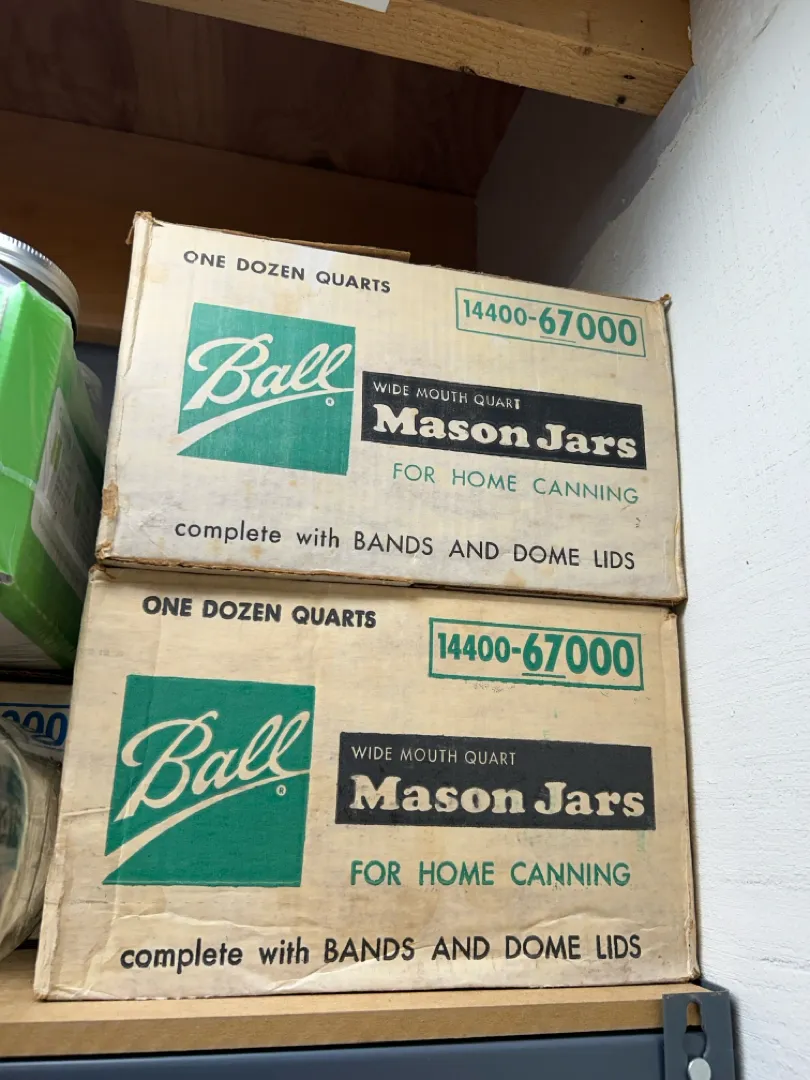 ONE DOZEN QUARTS
14400-67000
Ball
®
WIDE MOUTH QUART
Mason Jars
FOR HOME CANNING
complete with BANDS AND DOME LIDS
ONE DOZEN QUARTS
14400-67000
Ball
®
WIDE MOUTH QUART
Mason Jars
FOR HOME CANNING
complete with BANDS AND DOME LIDS
000